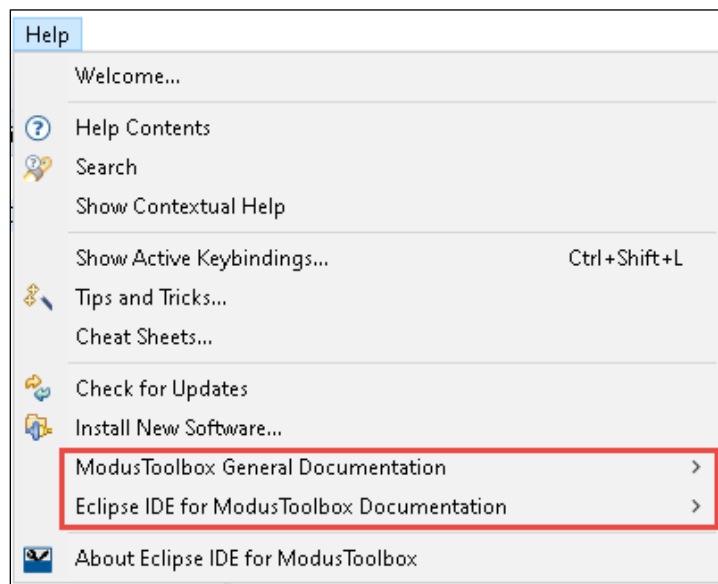 Help
Welcome...
Help Contents
Search
Show Contextual Help
Show Active Keybindings... Ctrl+Shift+L
Tips and Tricks...
Cheat Sheets...
Check for Updates
Install New Software...
ModusToolbox General Documentation
Eclipse IDE for ModusToolbox Documentation
About Eclipse IDE for ModusToolbox